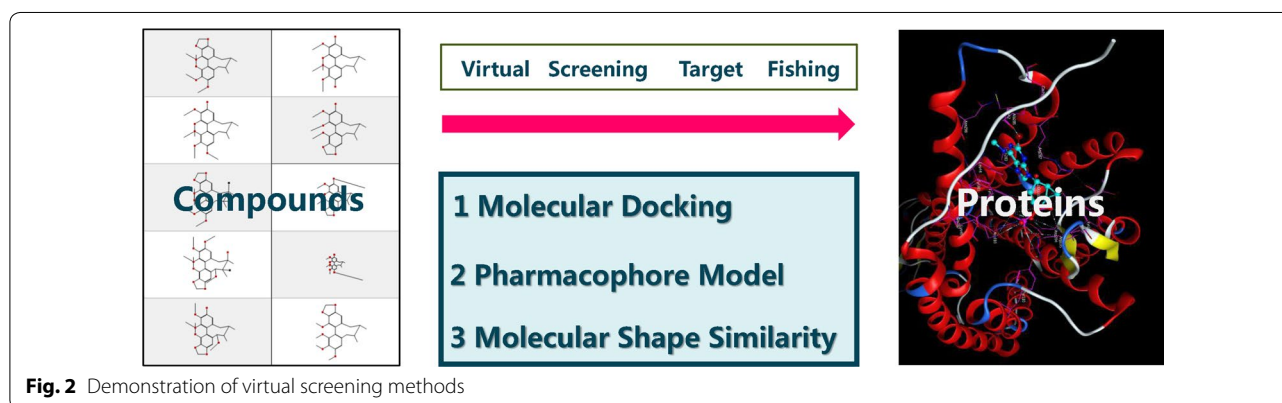 Virtual Screening Target Fishing
Compounds
1 Molecular Docking
2 Pharmacophore Model
3 Molecular Shape Similarity
Proteins
Fig. 2 Demonstration of virtual screening methods